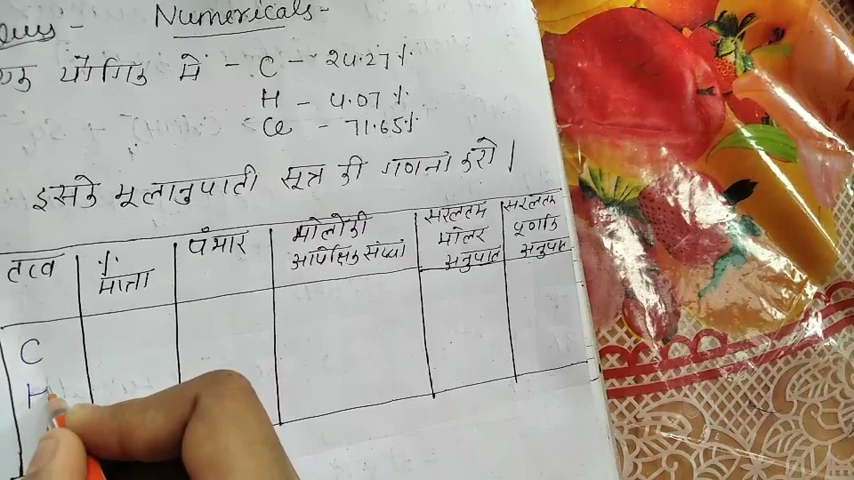 Numericals-
यौगिक में - C - 24.27%
H - 4.07%
Cl - 71.65%
इसके मूलानुपाती सूत्र की गणना करो |
तत्व
% मात्रा
प.भार
मोलों की आपेक्षिक संख्या
सरलतम मोलर अनुपात
सरलतम पूर्णांक अनुपात
C
H